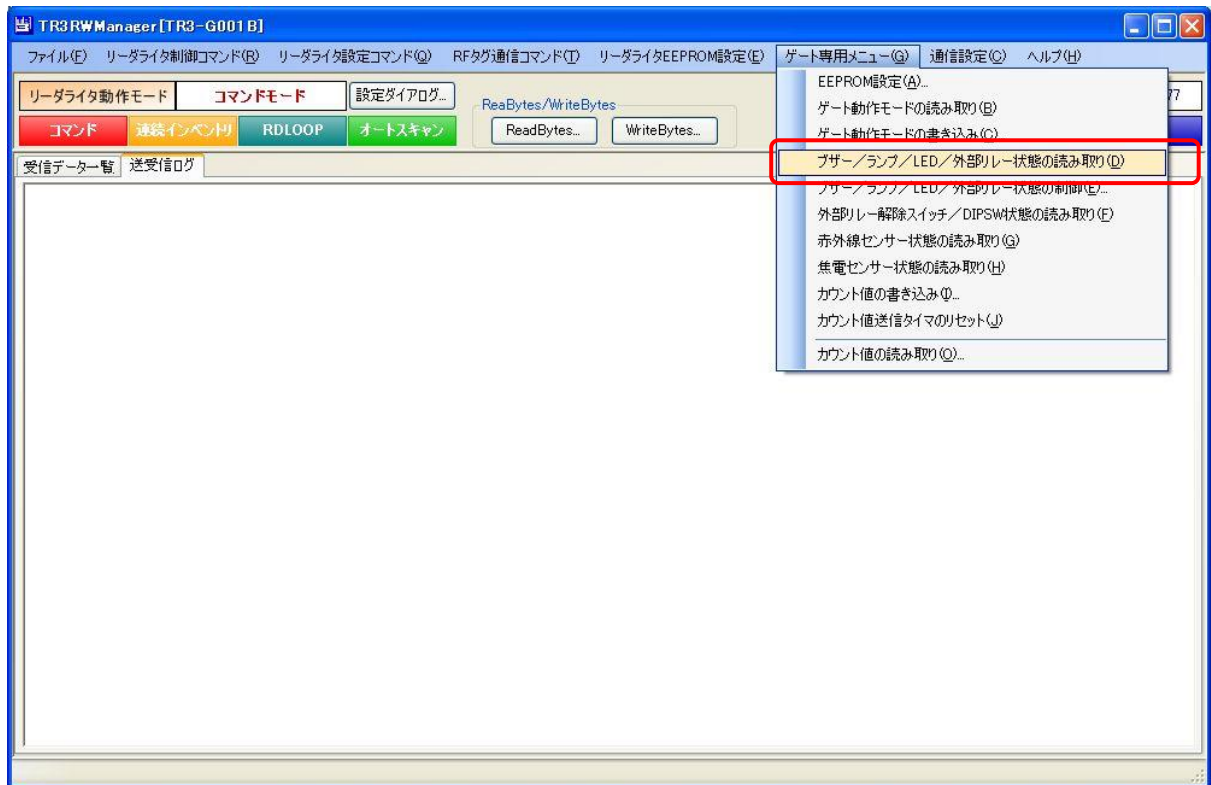 TR3RWManager[TR3-G001B]
ファイル(F) リーダライタ制御コマンド(R) リーダライタ設定コマンド(Q) RFタグ通信コマンド(T) リーダライタEEPROM設定(E) ゲート専用メニュー(G) 通信設定(C) ヘルプ(H)
リーダライタ動作モード コマンドモード 設定ダイアログ...
ReaBytes/WriteBytes
ReadBytes... WriteBytes...
コマンド 連続インベントリ RDLOOP オートスキャン
77
受信データ一覧 送受信ログ
EEPROM設定(A)...
ゲート動作モードの読み取り(B)
ゲート動作モードの書き込み(C)
ブザー/ランプ/LED/外部リレー状態の読み取り(D)
ブザー/ランプ/LED/外部リレー状態の制御(E)...
外部リレー解除スイッチ/DIPSW状態の読み取り(F)
赤外線センサー状態の読み取り(G)
焦電センサー状態の読み取り(H)
カウント値の書き込み(I)...
カウント値送信タイマのリセット(J)
カウント値の読み取り(O)...